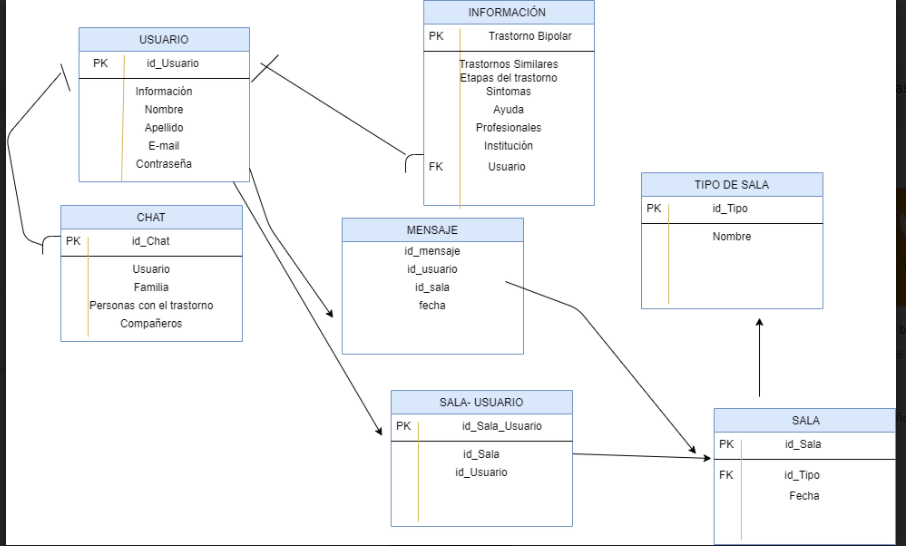 USUARIO
PK id_Usuario
Información
Nombre
Apellido
E-mail
Contraseña
INFORMACIÓN
PK Trastorno Bipolar
Trastornos Similares
Etapas del trastorno
Sintomas
Ayuda
Profesionales
Institución
FK Usuario
CHAT
PK id_Chat
Usuario
Familia
Personas con el trastorno
Compañeros
MENSAJE
id_mensaje
id_usuario
id_sala
fecha
TIPO DE SALA
PK id_Tipo
Nombre
SALA- USUARIO
PK id_Sala_Usuario
id_Sala
id_Usuario
SALA
PK id_Sala
FK id_Tipo
Fecha